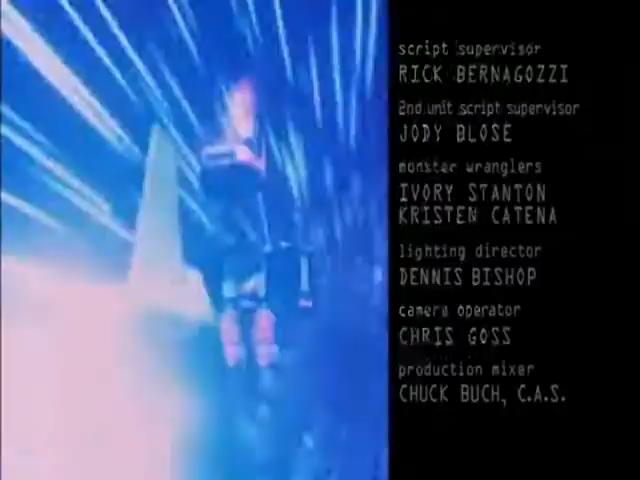 script supervisor
RICK BERNAGOZZI
2nd unit script supervisor
JODY BLOSE
monster wranglers
IVORY STANTON
KRISTEN CATENA
lighting director
DENNIS BISHOP
camera operator
CHRIS GOSS
production mixer
CHUCK BUCH, C.A.S.